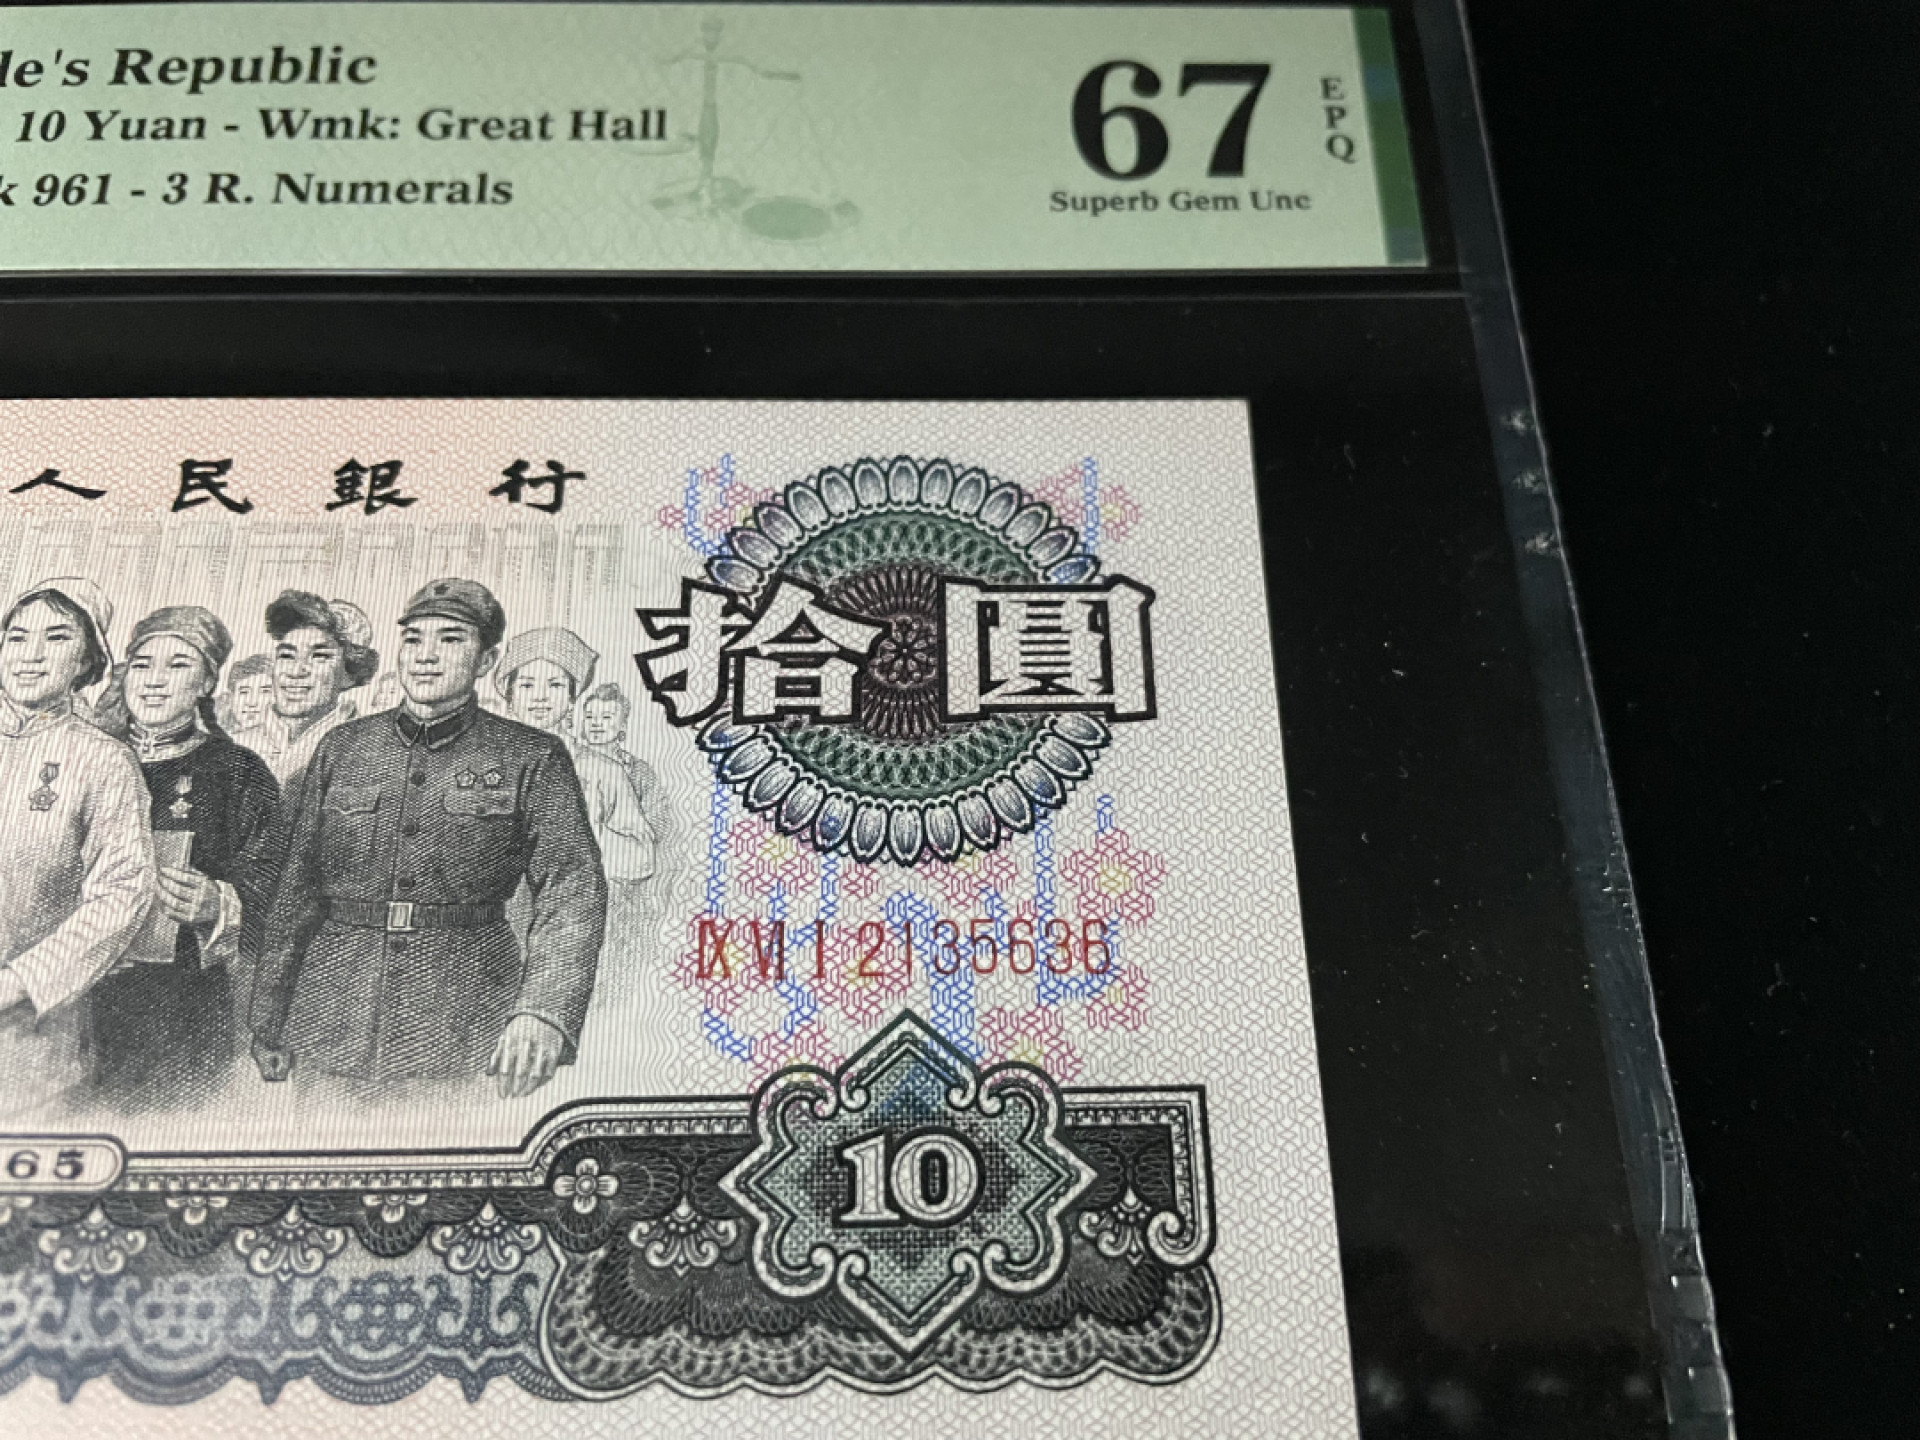 le's Republic
10 Yuan - Wmk: Great Hall
k 961 - 3 R. Numerals
67
EPQ
Superb Gem Unc
人民銀行
拾圓
IX VI I 2135636
65
10